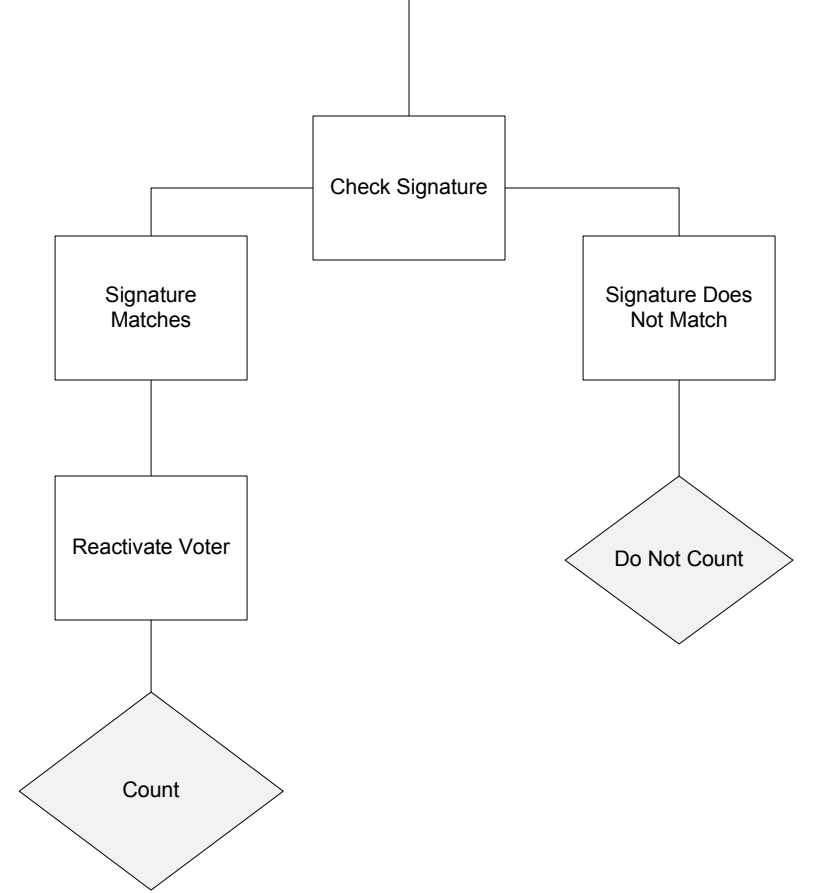 Check Signature
Signature
Matches
Signature Does
Not Match
Reactivate Voter
Do Not Count
Count